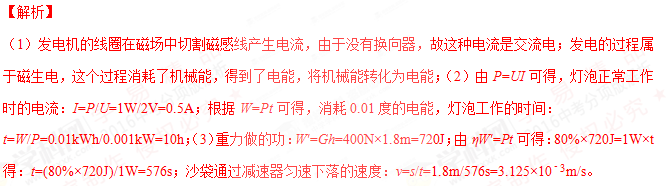 【解析】
（1）发电机的线圈在磁场中切割磁感线产生电流，由于没有换向器，故这种电流是交流电；发电的过程属
于磁生电，这个过程消耗了机械能，得到了电能，将机械能转化为电能；（2）由 P=UI 可得，灯泡正常工作
时的电流：I=P/U=1W/2V=0.5A；根据 W=Pt 可得，消耗 0.01 度的电能，灯泡工作的时间：
t=W/P=0.01kWh/0.001kW=10h；（3）重力做的功：W=Gh=400N×1.8m=720J；由 ηW=Pt 可得：80%×720J=1W×t
得：t=(80%×720J)/1W=576s；沙袋通过减速器匀速下落的速度：v=s/t=1.8m/576s=3.125×10⁻³m/s。